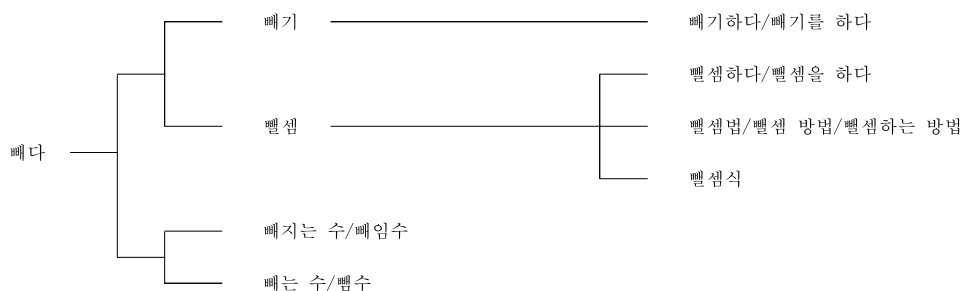 빼기 빼기하다/빼기를 하다
뺄셈하다/뺄셈을 하다
뺄셈 뺄셈법/뺄셈 방법/뺄셈하는 방법
빼다
뺄셈식
빼지는 수/빼임수
빼는 수/뺌수